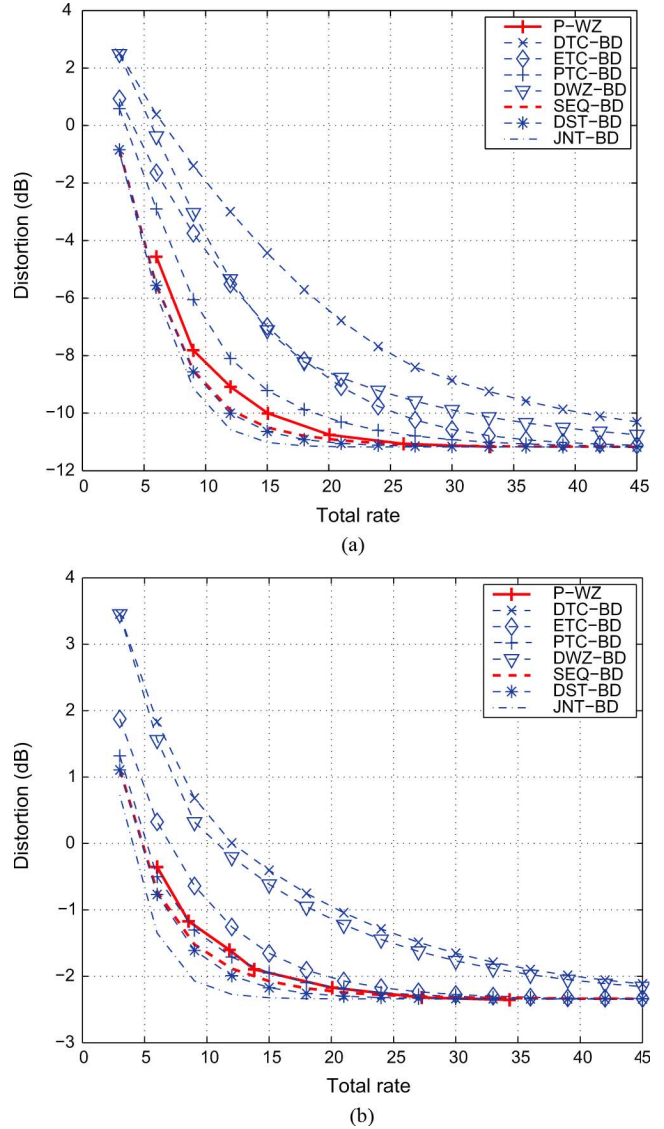 4
2
0
−2
−4
−6
−8
−10
−12
Distortion (dB)
P−WZ
DTC−BD
ETC−BD
PTC−BD
DWZ−BD
SEQ−BD
DST−BD
JNT−BD
0 5 10 15 20 25 30 35 40 45
Total rate
(a)
4
3
2
1
0
−1
−2
−3
Distortion (dB)
P−WZ
DTC−BD
ETC−BD
PTC−BD
DWZ−BD
SEQ−BD
DST−BD
JNT−BD
0 5 10 15 20 25 30 35 40 45
Total rate
(b)